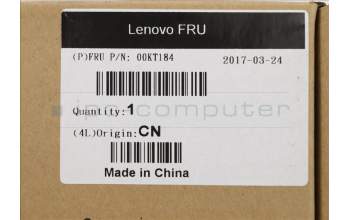 Lenovo FRU
(P)FRU P/N: 00KT184 2017-03-24
Quantity:1
(4L)Origin:CN
Made in China